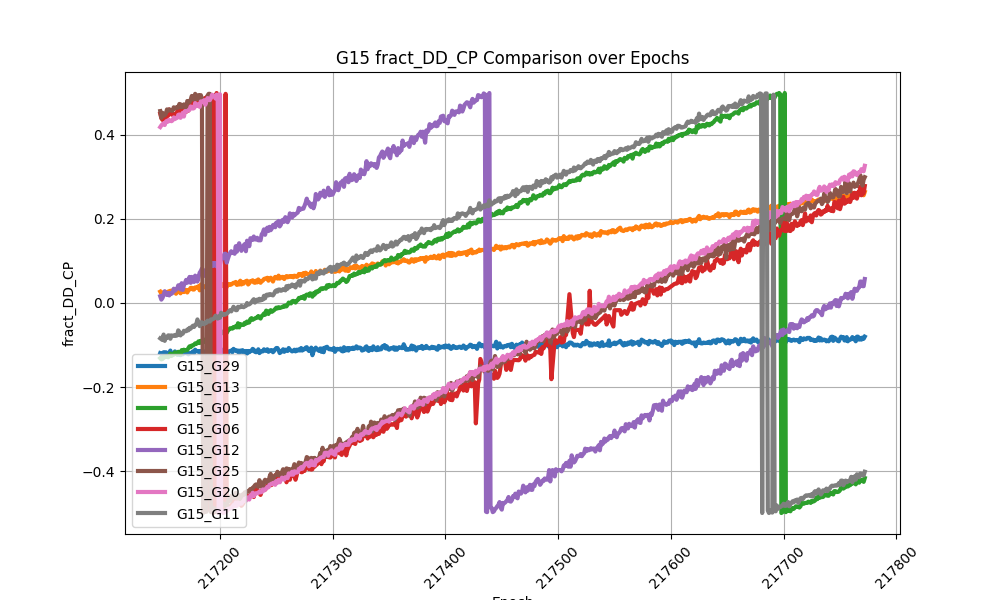 G15 fract_DD_CP Comparison over Epochs
fract_DD_CP
0.4
0.2
0.0
−0.2
−0.4
G15_G29
G15_G13
G15_G05
G15_G06
G15_G12
G15_G25
G15_G20
G15_G11
217200
217300
217400
217500
217600
217700
217800
Epoch